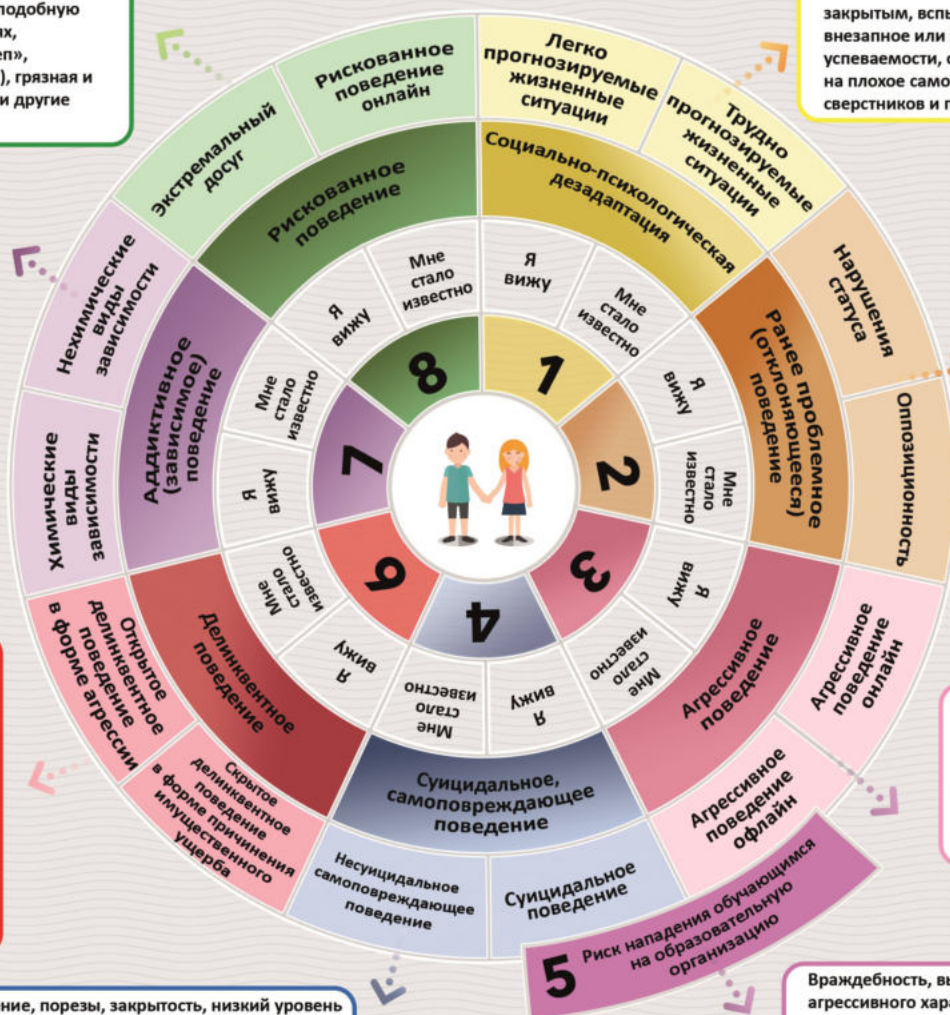 подобную
ях,
еп»,
), грязная и
и другие
закрытым, вспы
внезапное или
успеваемости, с
на плохое само
сверстников и п
Легко
прогнозируемые
жизненные
ситуации
Трудно
прогнозируемые
жизненные
ситуации
Социально-психологическая
дезадаптация
Я
вижу
Мне
стало
известно
1
Нарушения
статуса
Оппозиционность
Ранее проблемное
(отклоняющееся)
поведение
Я
вижу
Мне
стало
известно
2
Агрессивное
поведение
онлайн
Агрессивное
поведение
офлайн
Агрессивное
поведение
Я
вижу
Мне
стало
известно
3
Суицидальное
поведение
Несуицидальное
самоповреждающее
поведение
Суицидальное,
самоповреждающее
поведение
Я
вижу
Мне
стало
известно
4
5 Риск нападения обучающимся
на образовательную
организацию
Скрытое
делинквентное
поведение
в форме причинения
имущественного
ущерба
Открытое
делинквентное
поведение
в форме агрессии
Делинквентное
поведение
Я
вижу
Мне
стало
известно
6
Химические
виды
зависимости
Нехимические
виды
зависимости
Аддиктивное
(зависимое)
поведение
Я
вижу
Мне
стало
известно
7
Экстремальный
досуг
Рискованное
поведение
онлайн
Рискованное
поведение
Я
вижу
Мне
стало
известно
8
ние, порезы, закрытость, низкий уровень
Враждебность, вы
агрессивного хара